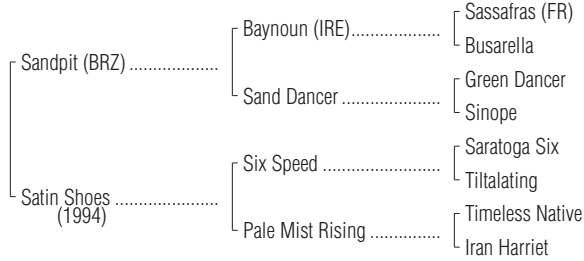 Sassafras (FR)
Baynoun (IRE)....................
Busarella
Sandpit (BRZ) ....................
Green Dancer
Sand Dancer ......................
Sinope
Saratoga Six
Six Speed ..........................
Tiltalating
Satin Shoes .......................
(1994)
Timeless Native
Pale Mist Rising ................
Iran Harriet